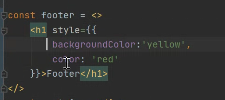 const footer = <>
<h1 style={{
backgroundColor:'yellow',
color: 'red'
}}>Footer</h1>
</>